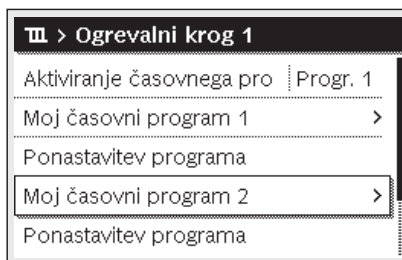 > Ogrevalni krog 1
Aktiviranje časovnega pro Progr. 1
Moj časovni program 1 >
Ponastavitev programa
Moj časovni program 2 >
Ponastavitev programa